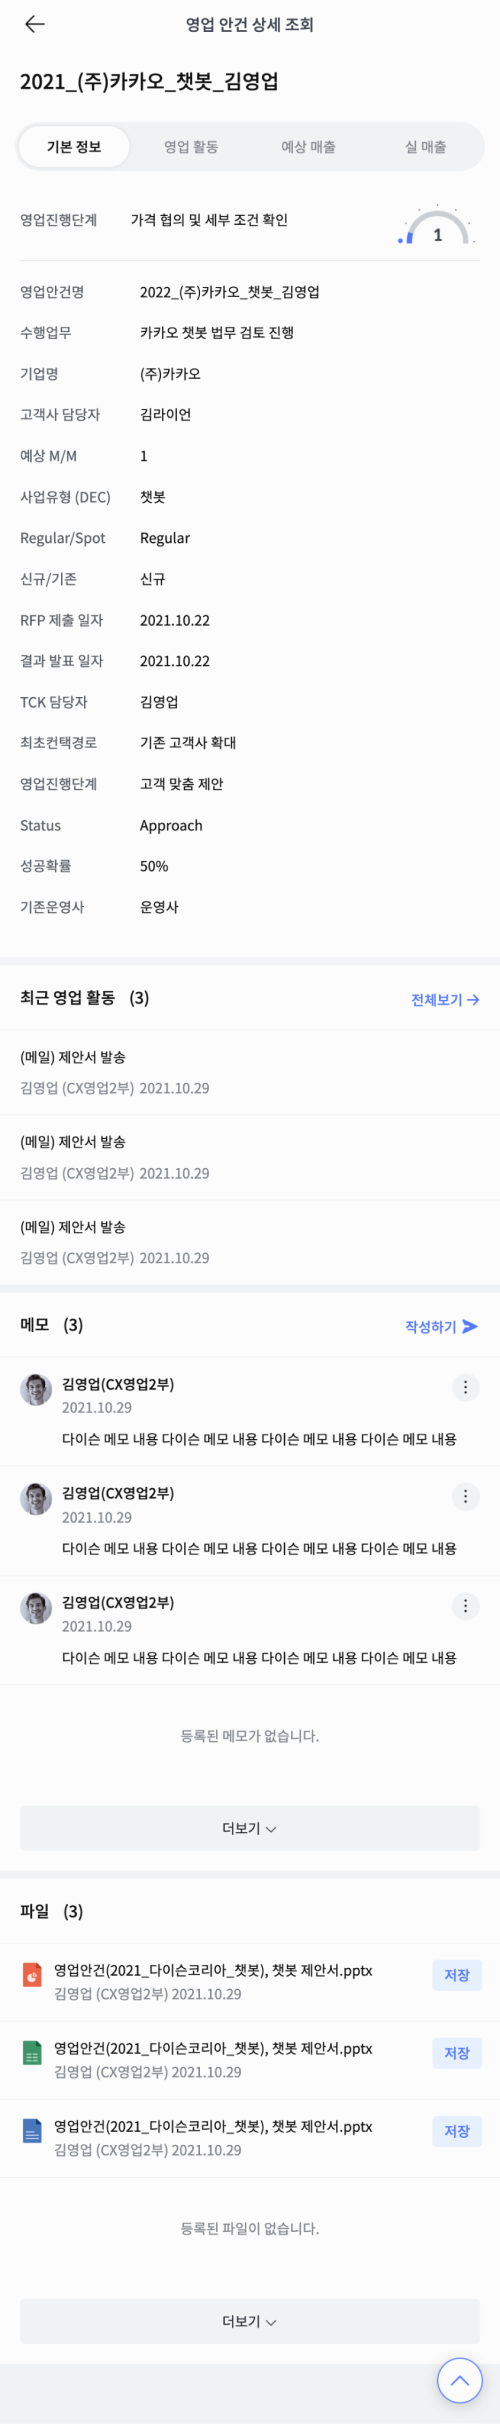 영업 안건 상세 조회
2021_(주)카카오_챗봇_김영업
기본 정보 영업 활동 예상 매출 실 매출
영업진행단계 가격 협의 및 세부 조건 확인 1
영업안건명 2022_(주)카카오_챗봇_김영업
수행업무 카카오 챗봇 법무 검토 진행
기업명 (주)카카오
고객사 담당자 김라이언
예상 M/M 1
사업유형 (DEC) 챗봇
Regular/Spot Regular
신규/기존 신규
RFP 제출 일자 2021.10.22
결과 발표 일자 2021.10.22
TCK 담당자 김영업
최초컨택경로 기존 고객사 확대
영업진행단계 고객 맞춤 제안
Status Approach
성공확률 50%
기존운영사 운영사
최근 영업 활동 (3) 전체보기
(메일) 제안서 발송
김영업 (CX영업2부) 2021.10.29
(메일) 제안서 발송
김영업 (CX영업2부) 2021.10.29
(메일) 제안서 발송
김영업 (CX영업2부) 2021.10.29
메모 (3) 작성하기
김영업(CX영업2부)
2021.10.29
다이슨 메모 내용 다이슨 메모 내용 다이슨 메모 내용 다이슨 메모 내용
김영업(CX영업2부)
2021.10.29
다이슨 메모 내용 다이슨 메모 내용 다이슨 메모 내용 다이슨 메모 내용
김영업(CX영업2부)
2021.10.29
다이슨 메모 내용 다이슨 메모 내용 다이슨 메모 내용 다이슨 메모 내용
등록된 메모가 없습니다.
더보기
파일 (3)
영업안건(2021_다이슨코리아_챗봇), 챗봇 제안서.pptx 저장
김영업 (CX영업2부) 2021.10.29
영업안건(2021_다이슨코리아_챗봇), 챗봇 제안서.pptx 저장
김영업 (CX영업2부) 2021.10.29
영업안건(2021_다이슨코리아_챗봇), 챗봇 제안서.pptx 저장
김영업 (CX영업2부) 2021.10.29
등록된 파일이 없습니다.
더보기